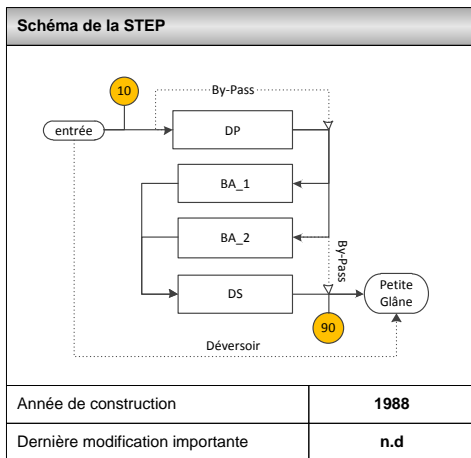 Schéma de la STEP
10
By-Pass
entrée
DP
BA_1
BA_2
By-Pass
DS
Petite
Glâne
90
Déversoir
Année de construction 1988
Dernière modification importante n.d